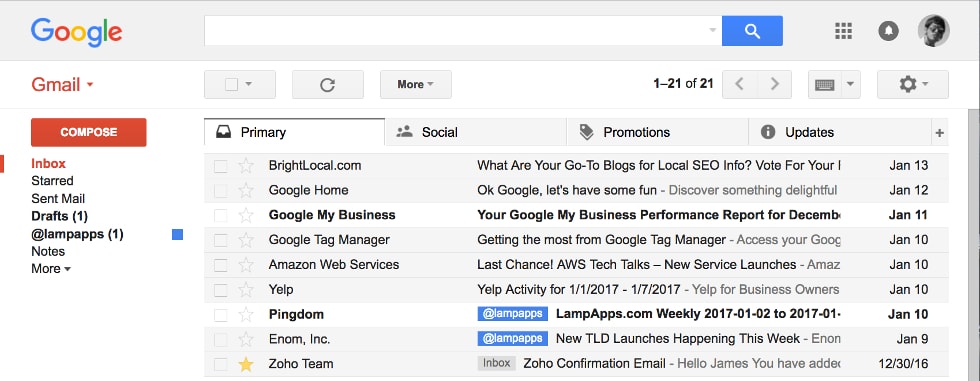 Google
Gmail
More
1–21 of 21
COMPOSE
Inbox
Starred
Sent Mail
Drafts (1)
@lampapps (1)
Notes
More
Primary Social Promotions Updates +
BrightLocal.com What Are Your Go-To Blogs for Local SEO Info? Vote For Your Jan 13
Google Home Ok Google, let's have some fun - Discover something delightful Jan 12
Google My Business Your Google My Business Performance Report for Decembe Jan 11
Google Tag Manager Getting the most from Google Tag Manager - Access your Goog Jan 10
Amazon Web Services Last Chance! AWS Tech Talks – New Service Launches - Amaz Jan 10
Yelp Yelp Activity for 1/1/2017 - 1/7/2017 - Yelp for Business Owners Jan 10
Pingdom @lampapps LampApps.com Weekly 2017-01-02 to 2017-01- Jan 10
Enom, Inc. @lampapps New TLD Launches Happening This Week - Enom Jan 9
Zoho Team Inbox Zoho Confirmation Email - Hello James You have added 12/30/16